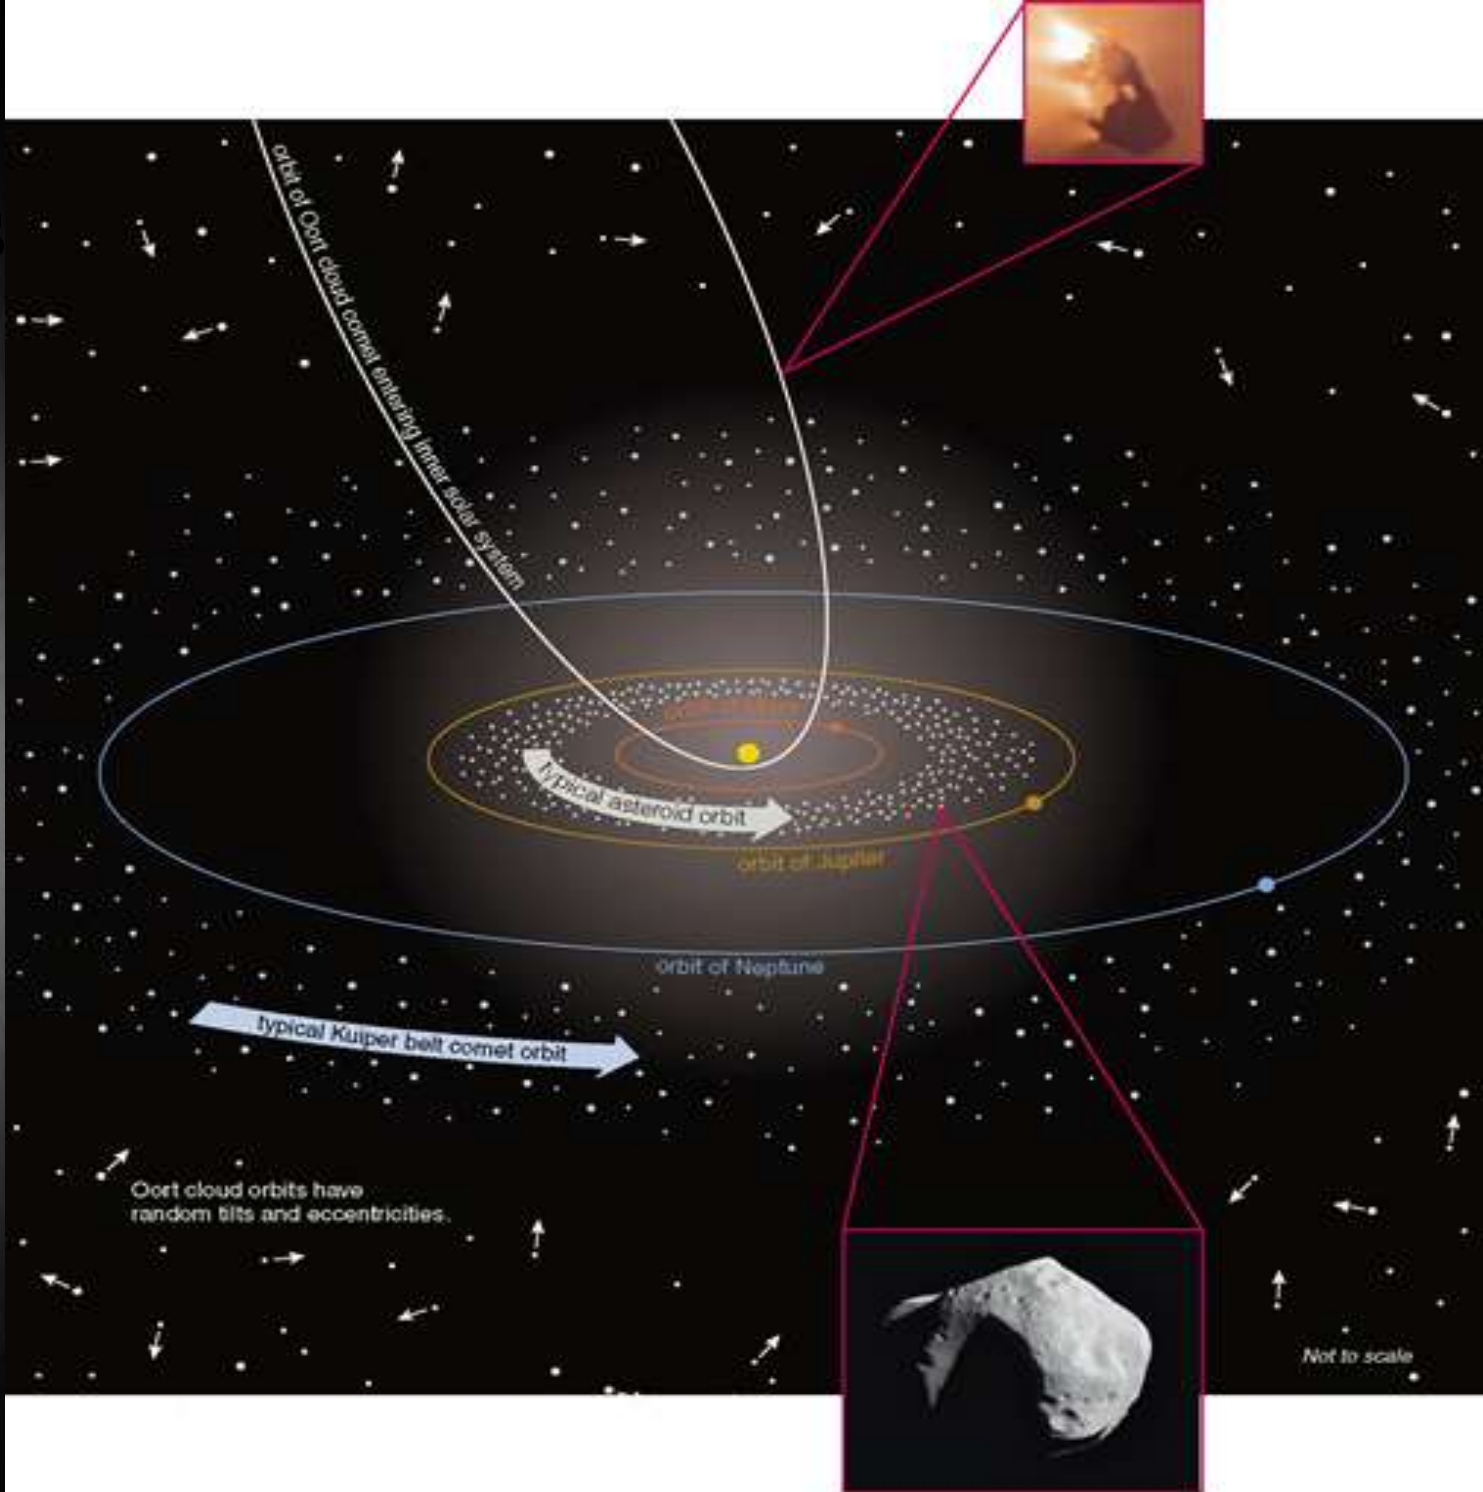 orbit of Oort cloud comet entering inner solar system
typical asteroid orbit
orbit of Jupiter
orbit of Neptune
typical Kuiper belt comet orbit
Oort cloud orbits have
random tilts and eccentricities.
Not to scale